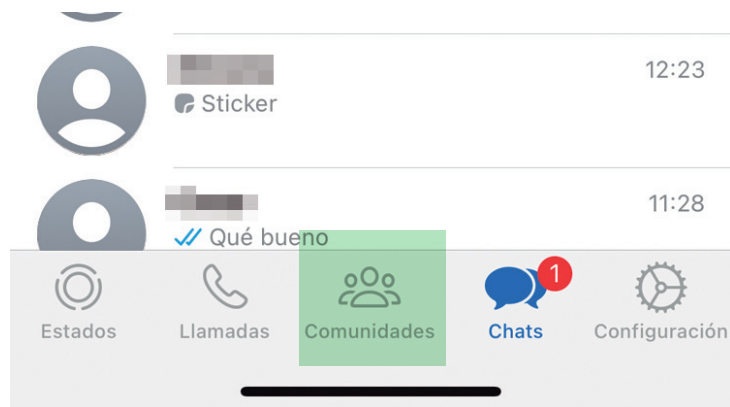 12:23
Sticker
11:28
Qué bueno
1
Estados Llamadas Comunidades Chats Configuración